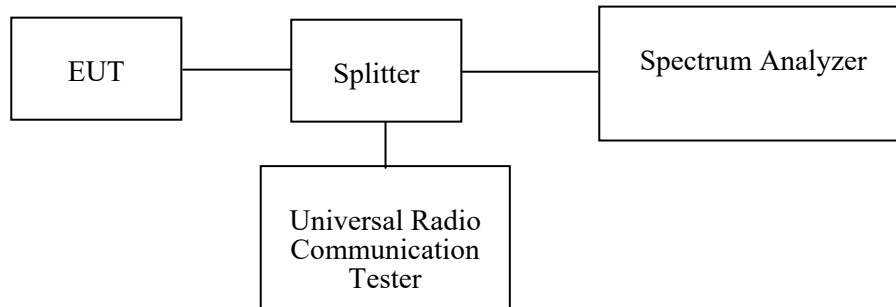 EUT
Splitter
Spectrum Analyzer
Universal Radio
Communication
Tester